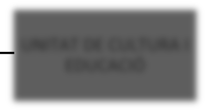 UNITAT DE CULTURA I
EDUCACIÓ